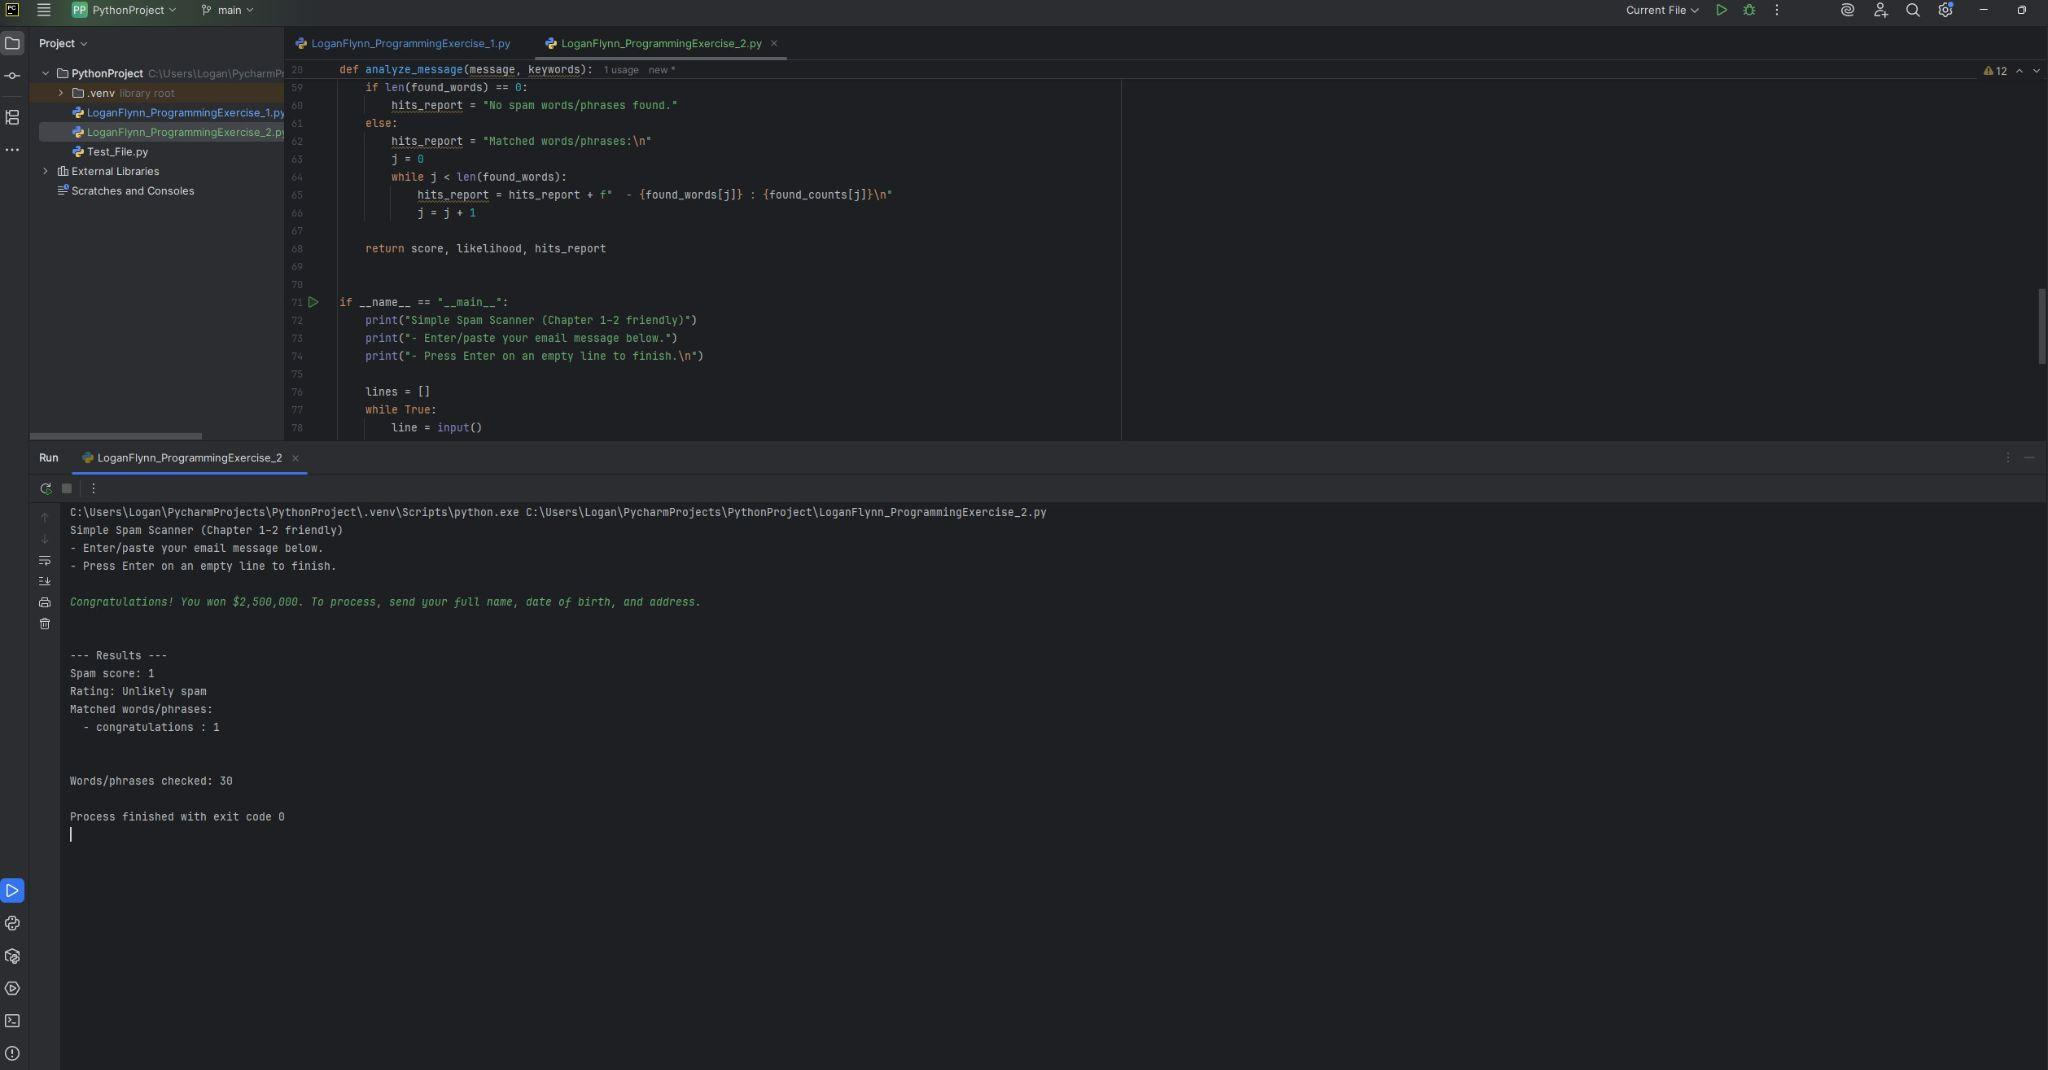 PC
PP PythonProject
main
Current File
Project
LoganFlynn_ProgrammingExercise_1.py
LoganFlynn_ProgrammingExercise_2.py
PythonProject C:\Users\Logan\PycharmPr
.venv library root
LoganFlynn_ProgrammingExercise_1.py
LoganFlynn_ProgrammingExercise_2.py
Test_File.py
External Libraries
Scratches and Consoles
28 def analyze_message(message, keywords): 1 usage new *
12
59 if len(found_words) == 0:
60 hits_report = "No spam words/phrases found."
61 else:
62 hits_report = "Matched words/phrases:\n"
63 j = 0
64 while j < len(found_words):
65 hits_report = hits_report + f"  - {found_words[j]} : {found_counts[j]}\n"
66 j = j + 1
67
68 return score, likelihood, hits_report
69
70
71 if __name__ == "__main__":
72 print("Simple Spam Scanner (Chapter 1-2 friendly)")
73 print("- Enter/paste your email message below.")
74 print("- Press Enter on an empty line to finish.\n")
75
76 lines = []
77 while True:
78 line = input()
Run LoganFlynn_ProgrammingExercise_2
C:\Users\Logan\PycharmProjects\PythonProject\.venv\Scripts\python.exe C:\Users\Logan\PycharmProjects\PythonProject\LoganFlynn_ProgrammingExercise_2.py
Simple Spam Scanner (Chapter 1-2 friendly)
- Enter/paste your email message below.
- Press Enter on an empty line to finish.
Congratulations! You won $2,500,000. To process, send your full name, date of birth, and address.
--- Results ---
Spam score: 1
Rating: Unlikely spam
Matched words/phrases:
- congratulations : 1
Words/phrases checked: 30
Process finished with exit code 0